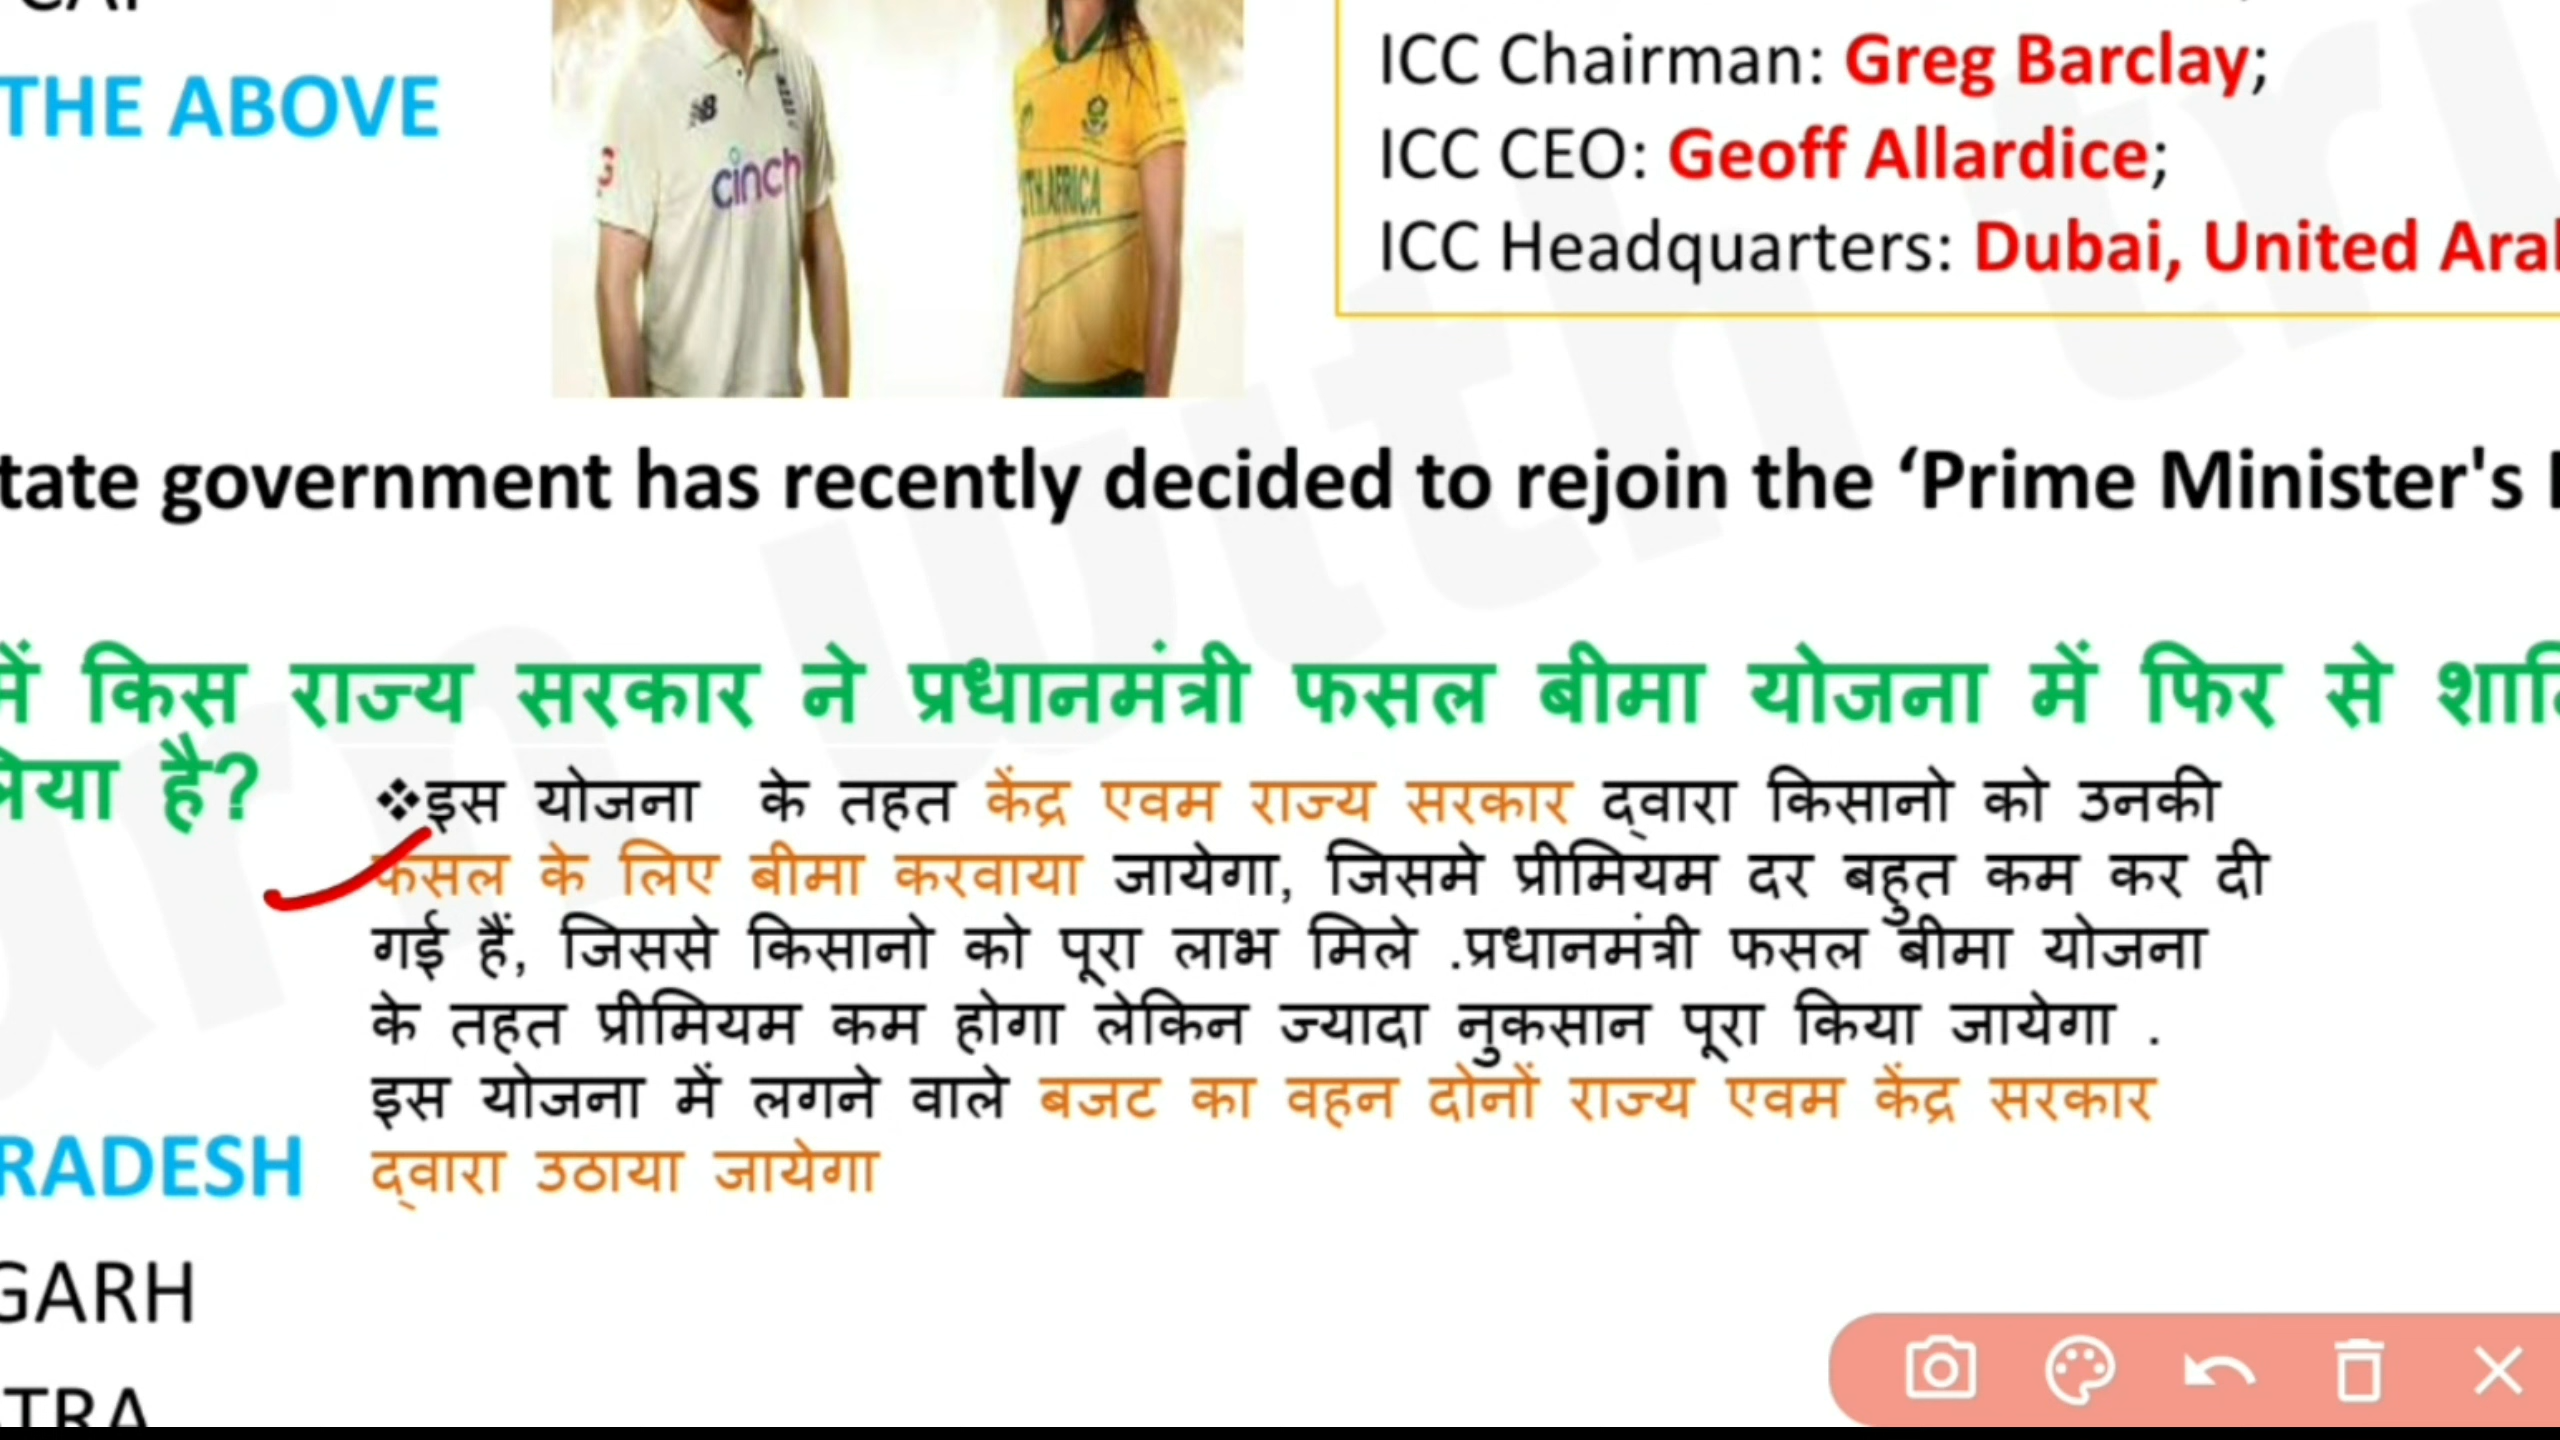 THE ABOVE
cinch
ICC Chairman: Greg Barclay;
ICC CEO: Geoff Allardice;
ICC Headquarters: Dubai, United
government has recently decided to rejoin the ‘Prime Minister's
में किस राज्य सरकार ने प्रधानमंत्री फसल बीमा योजना में फिर से
है?
❖इस योजना के तहत केंद्र एवम राज्य सरकार द्वारा किसानो को उनकी
फसल के लिए बीमा करवाया जायेगा, जिसमे प्रीमियम दर बहुत कम कर दी
गई हैं, जिससे किसानो को पूरा लाभ मिले .प्रधानमंत्री फसल बीमा योजना
के तहत प्रीमियम कम होगा लेकिन ज्यादा नुकसान पूरा किया जायेगा .
इस योजना में लगने वाले बजट का वहन दोनों राज्य एवम केंद्र सरकार
द्वारा उठाया जायेगा
RADESH
GARH
TRA